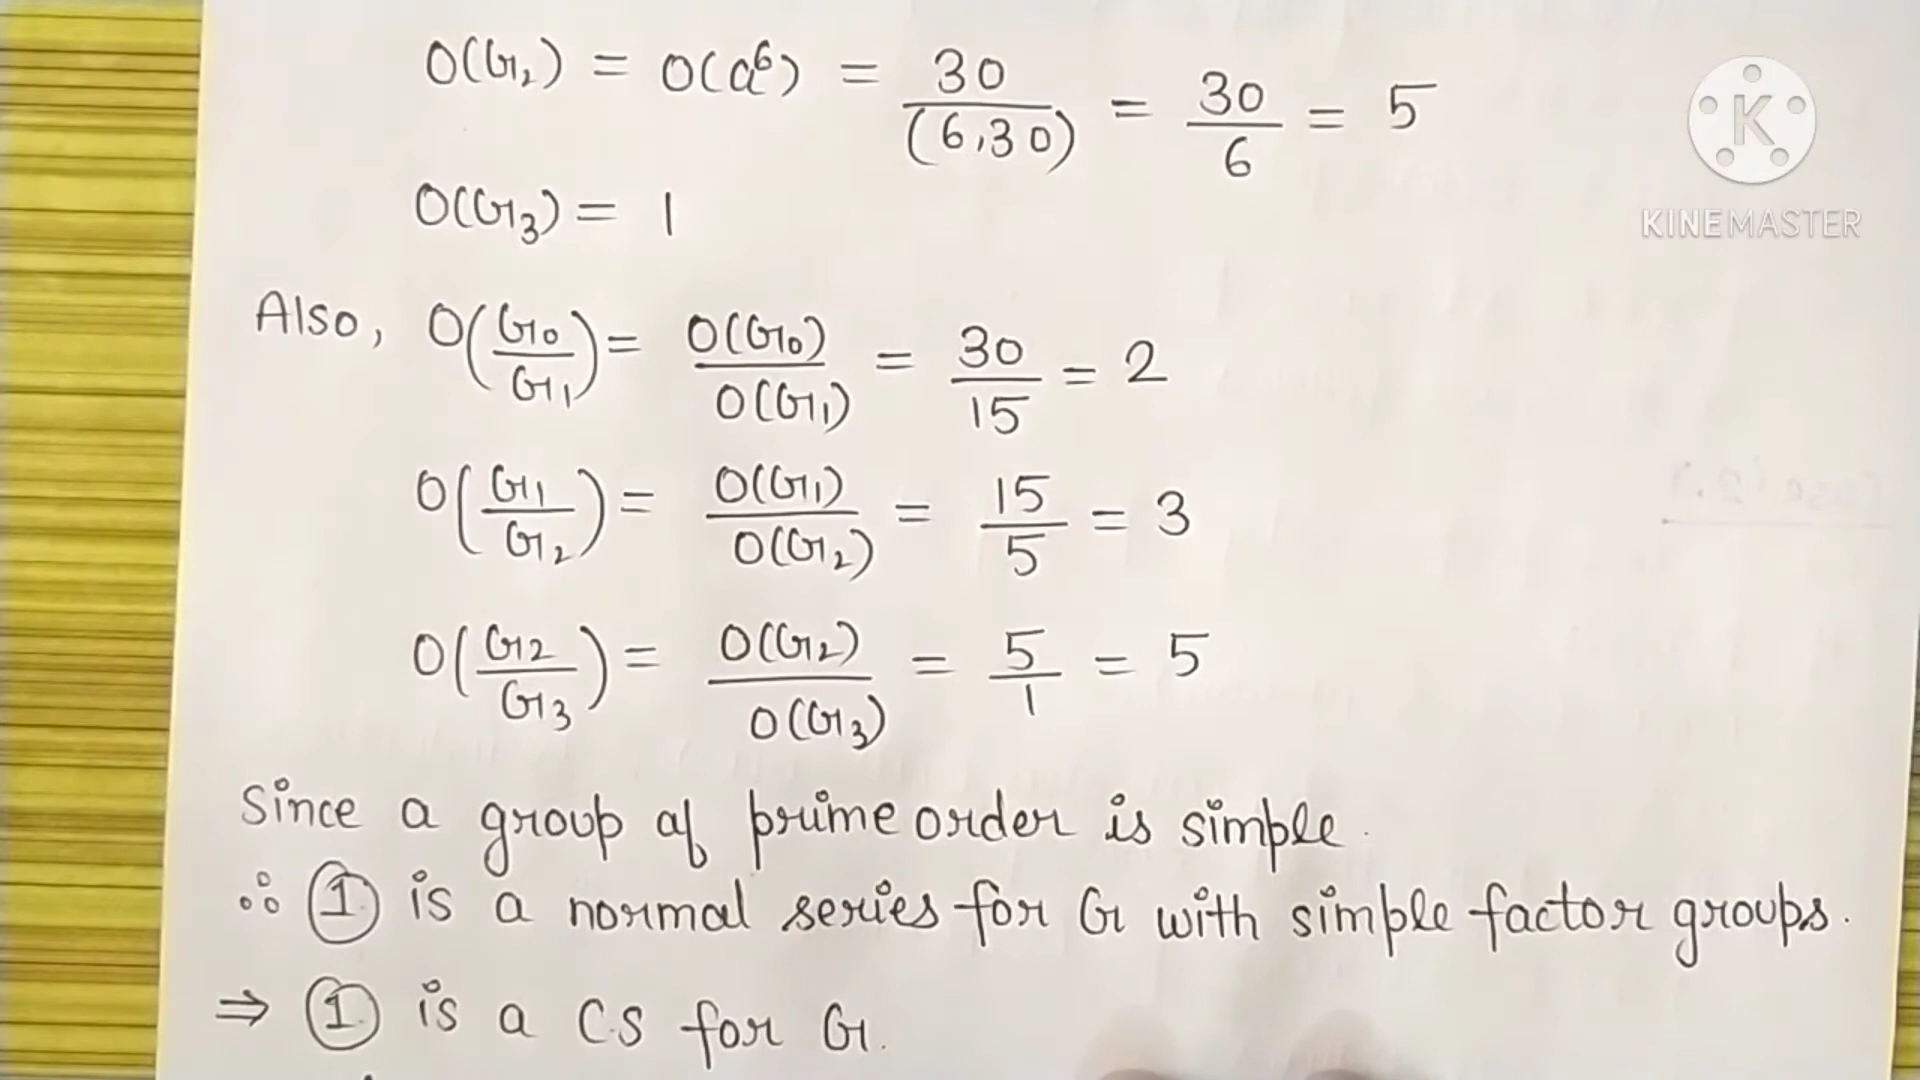 O(G₂) = O(a⁶) = 30/(6,30) = 30/6 = 5
K
KINEMASTER
O(G₃) = 1
Also, O(G₀/G₁) = O(G₀)/O(G₁) = 30/15 = 2
O(G₁/G₂) = O(G₁)/O(G₂) = 15/5 = 3
O(G₂/G₃) = O(G₂)/O(G₃) = 5/1 = 5
Since a group of prime order is simple.
∴ ① is a normal series for G with simple factor groups.
⇒ ① is a C.S for G.